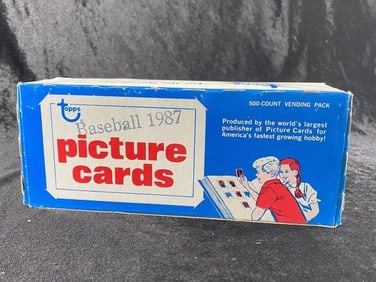 topps
Baseball 1987
picture
cards
500-COUNT VENDING PACK
Produced by the world's largest
publisher of Picture Cards for
America's fastest growing hobby!